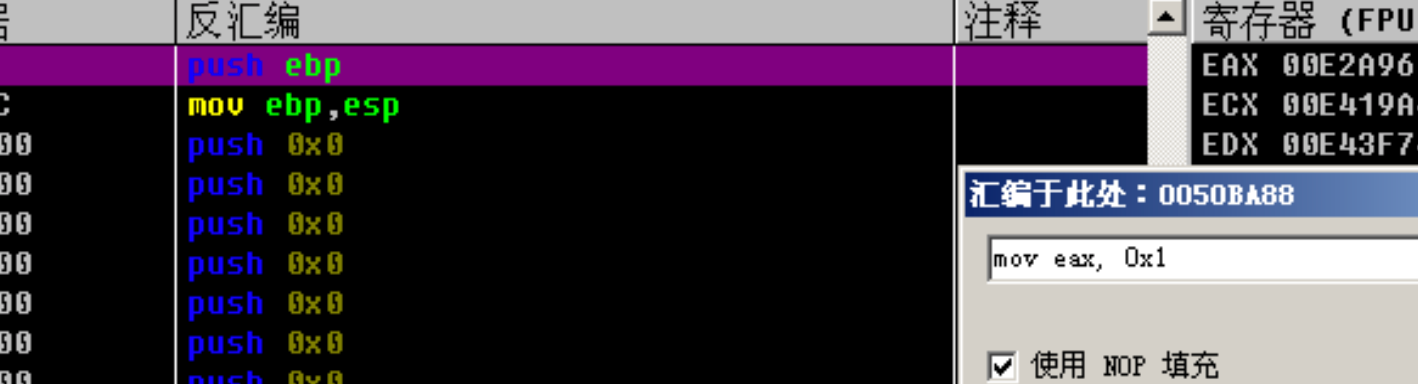 反汇编 注释 寄存器 (FPU
push ebp EAX 00E2A96
C mov ebp,esp ECX 00E419A
00 push 0x0 EDX 00E43F7
00 push 0x0
汇编于此处：0050BA88
00 push 0x0
00 push 0x0
mov eax, 0x1
00 push 0x0
00 push 0x0
使用 NOP 填充
00 push 0x0